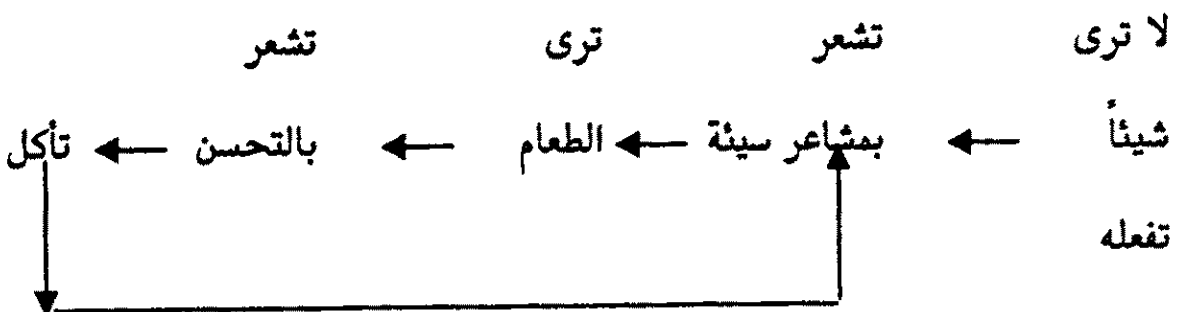 لا ترى تشعر ترى تشعر
شيئاً بمشاعر سيئة الطعام بالتحسن تأكل
تفعله